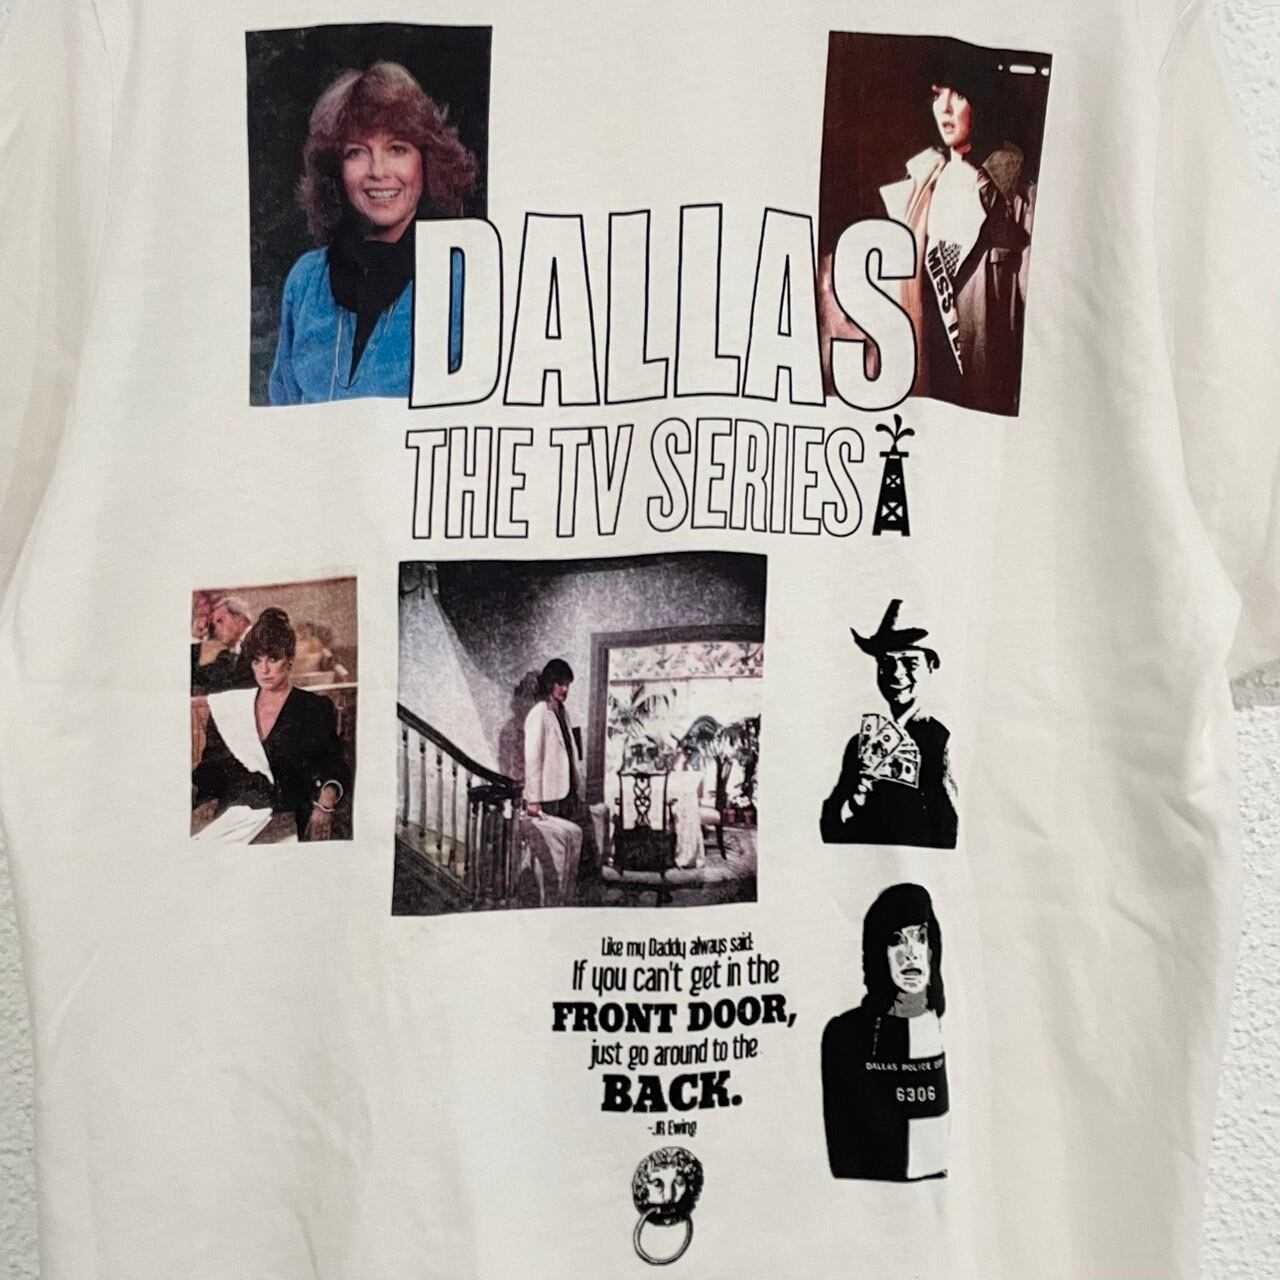 DALLAS
THE TV SERIES
MISS
Like my Daddy always said:
If you can't get in the
FRONT DOOR,
just go around to the
BACK.
-JR Ewing
DALLAS POLICE
6306